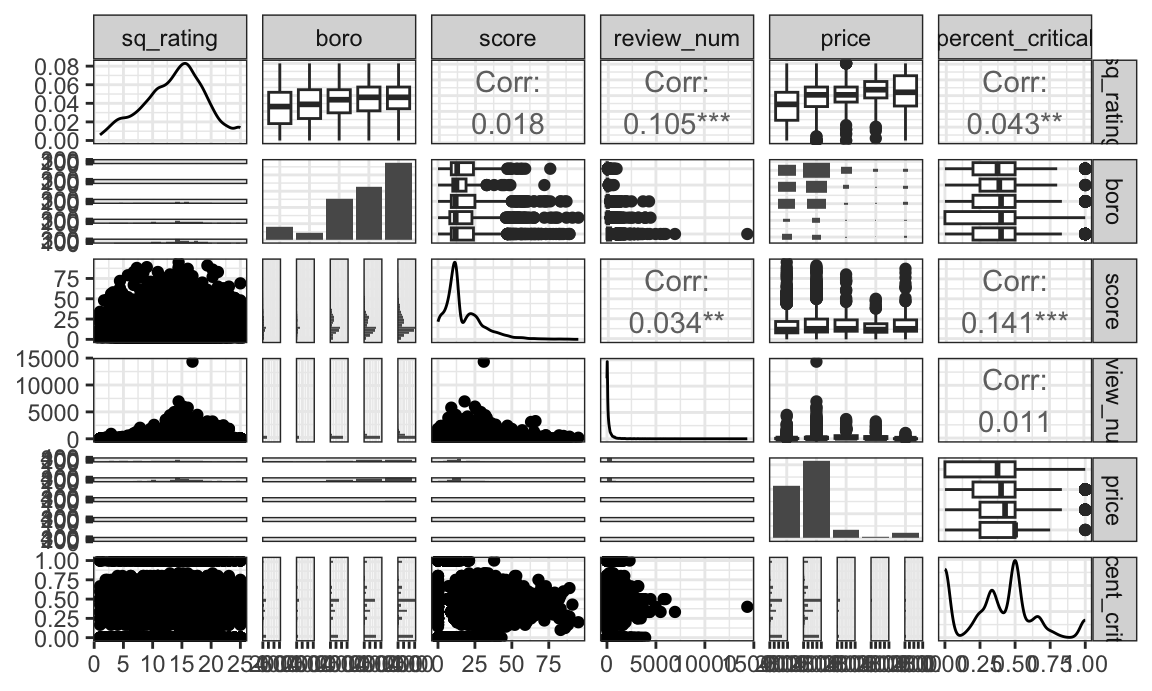 sq_rating boro score review_num price percent_critical
0.08
0.06
0.04
0.02
0.00
Corr:
0.018
Corr:
0.105***
Corr:
0.043**
sq_rating
boro
75
50
25
0
Corr:
0.034**
Corr:
0.141***
score
15000
10000
5000
0
Corr:
0.011
view_nu
price
1.00
0.75
0.50
0.25
0.00
cent_crit
0 5 10 15 20 25
0 25 50 75
0 5000 10000 15000
0.25 0.50 0.75 1.00